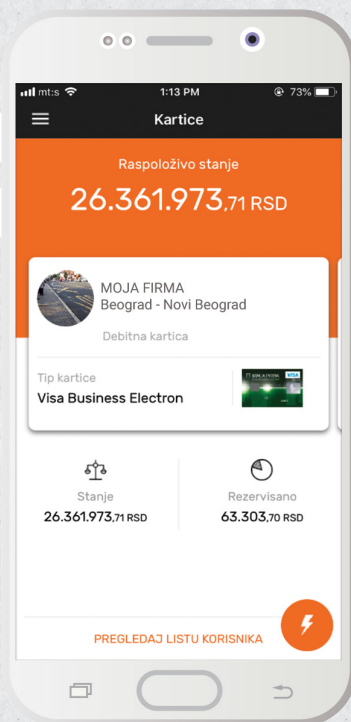 mt:s
1:13 PM
73%
Kartice
Raspoloživo stanje
26.361.973,71 RSD
MOJA FIRMA
Beograd - Novi Beograd
Debitna kartica
Tip kartice
Visa Business Electron
VISA
Stanje
Rezervisano
26.361.973,71 RSD
63.303,70 RSD
PREGLEDAJ LISTU KORISNIKA